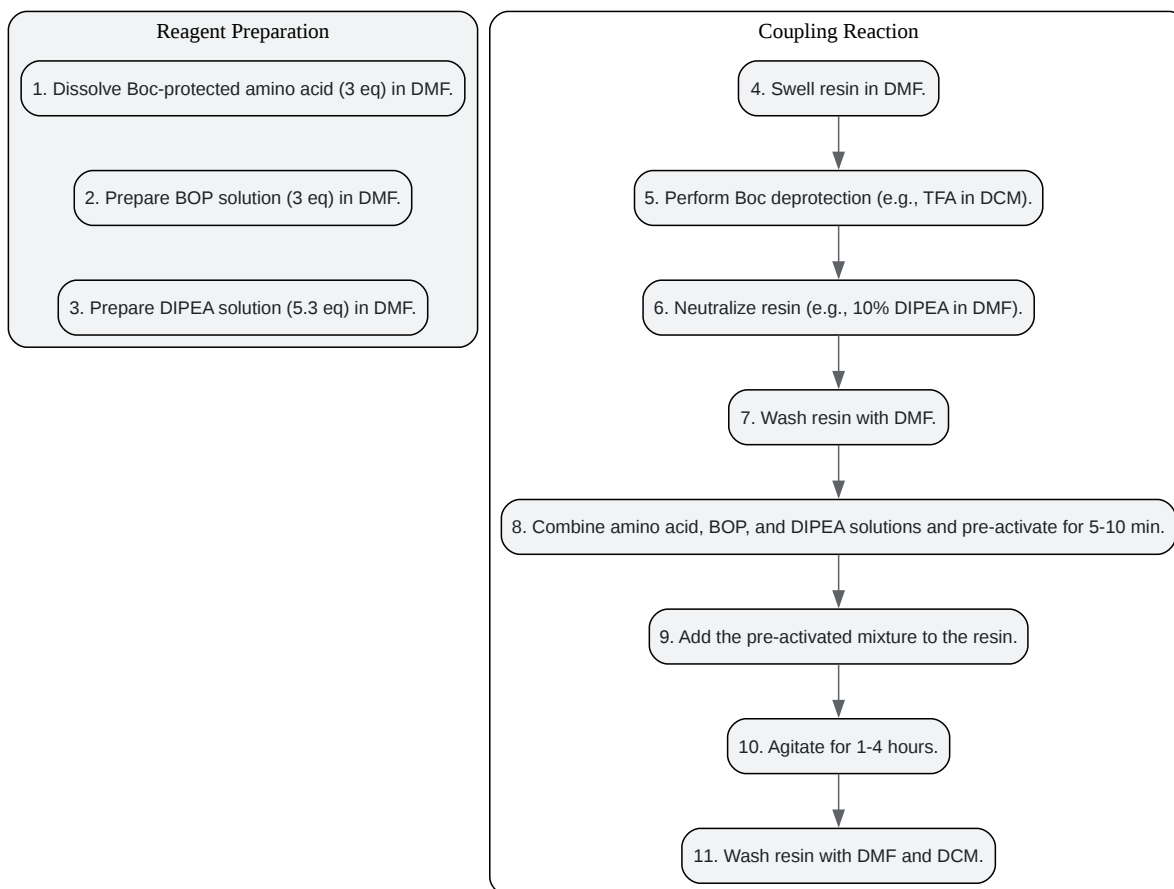 Reagent Preparation
1. Dissolve Boc-protected amino acid (3 eq) in DMF.
2. Prepare BOP solution (3 eq) in DMF.
3. Prepare DIPEA solution (5.3 eq) in DMF.
Coupling Reaction
4. Swell resin in DMF.
5. Perform Boc deprotection (e.g., TFA in DCM).
6. Neutralize resin (e.g., 10% DIPEA in DMF).
7. Wash resin with DMF.
8. Combine amino acid, BOP, and DIPEA solutions and pre-activate for 5-10 min.
9. Add the pre-activated mixture to the resin.
10. Agitate for 1-4 hours.
11. Wash resin with DMF and DCM.